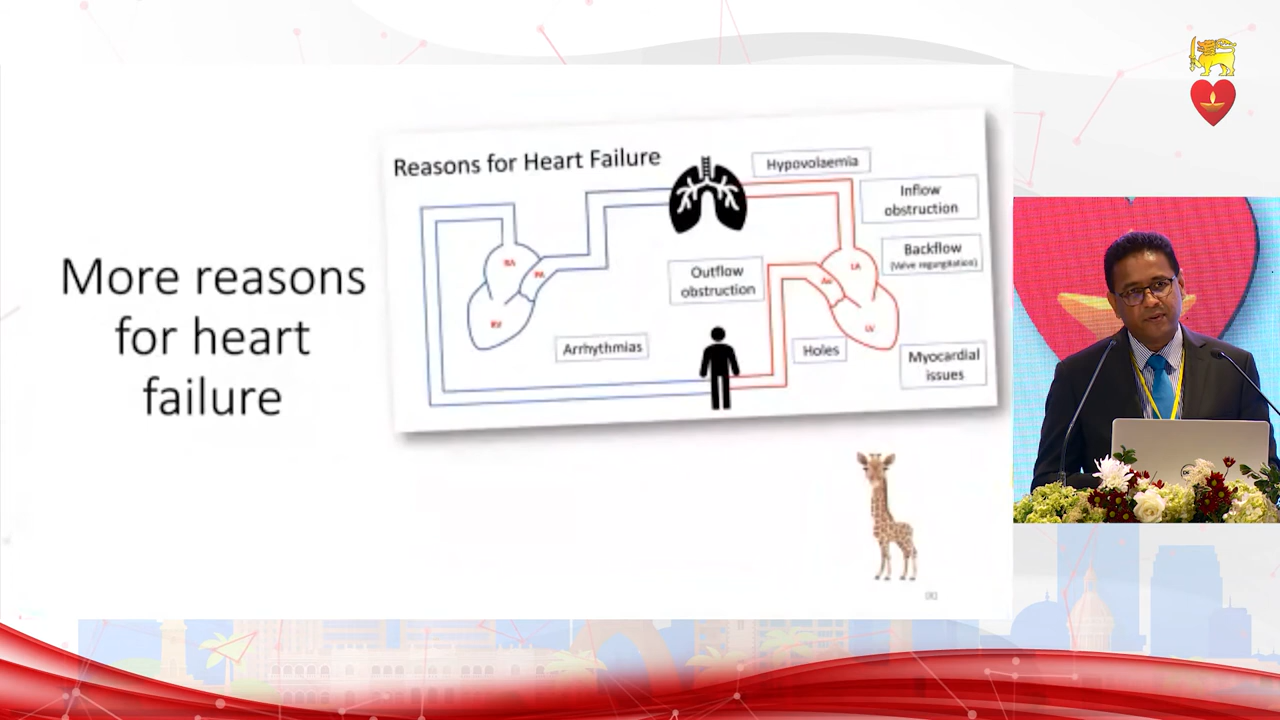 More reasons
for heart
failure
Reasons for Heart Failure
Hypovolaemia
Inflow
obstruction
Backflow
(Valve regurgitation)
Outflow
obstruction
RA
PA
RV
LA
Ao
LV
Arrhythmias
Holes
Myocardial
issues